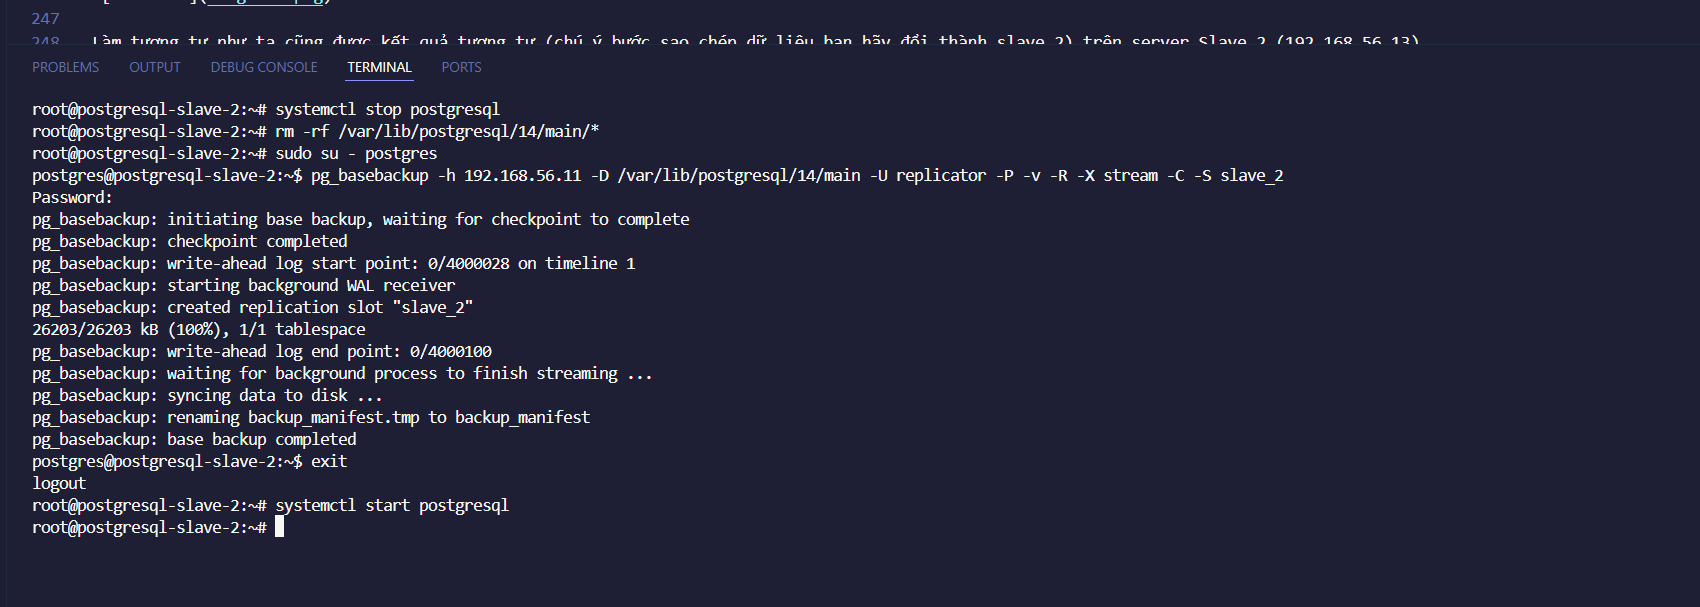 247
248 Làm tương tự như ta cũng được kết quả tương tự (chú ý bước sao chép dữ liệu bạn hãy đổi thành slave_2) trên server Slave 2 (192.168.56.13)
PROBLEMS OUTPUT DEBUG CONSOLE TERMINAL PORTS
root@postgresql-slave-2:~# systemctl stop postgresql
root@postgresql-slave-2:~# rm -rf /var/lib/postgresql/14/main/*
root@postgresql-slave-2:~# sudo su - postgres
postgres@postgresql-slave-2:~$ pg_basebackup -h 192.168.56.11 -D /var/lib/postgresql/14/main -U replicator -P -v -R -X stream -C -S slave_2
Password:
pg_basebackup: initiating base backup, waiting for checkpoint to complete
pg_basebackup: checkpoint completed
pg_basebackup: write-ahead log start point: 0/4000028 on timeline 1
pg_basebackup: starting background WAL receiver
pg_basebackup: created replication slot "slave_2"
26203/26203 kB (100%), 1/1 tablespace
pg_basebackup: write-ahead log end point: 0/4000100
pg_basebackup: waiting for background process to finish streaming ...
pg_basebackup: syncing data to disk ...
pg_basebackup: renaming backup_manifest.tmp to backup_manifest
pg_basebackup: base backup completed
postgres@postgresql-slave-2:~$ exit
logout
root@postgresql-slave-2:~# systemctl start postgresql
root@postgresql-slave-2:~#